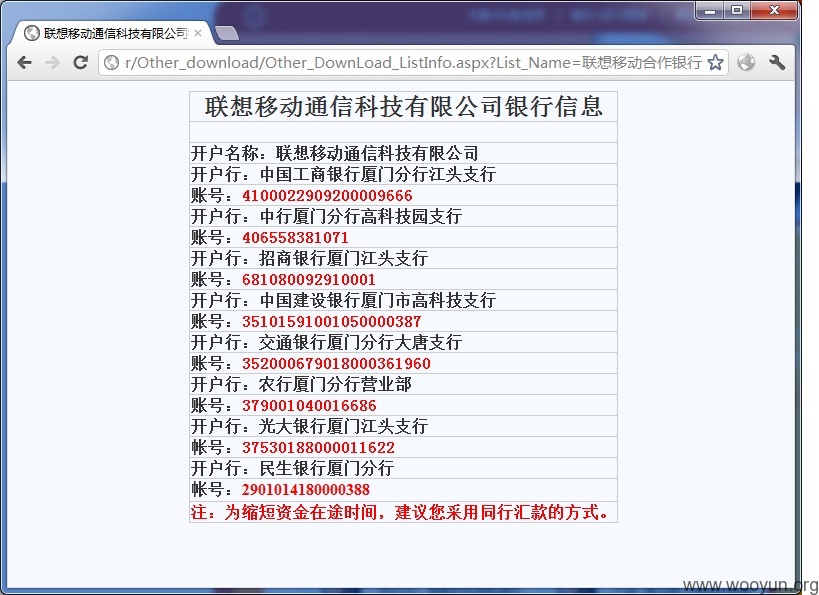 联想移动通信科技有限公司
r/Other_download/Other_DownLoad_ListInfo.aspx?List_Name=联想移动合作银行
联想移动通信科技有限公司银行信息
开户名称：联想移动通信科技有限公司
开户行：中国工商银行厦门分行江头支行
账号：4100022909200009666
开户行：中行厦门分行高科技园支行
账号：406558381071
开户行：招商银行厦门江头支行
账号：681080092910001
开户行：中国建设银行厦门市高科技支行
账号：35101591001050000387
开户行：交通银行厦门分行大唐支行
账号：352000679018000361960
开户行：农行厦门分行营业部
账号：379001040016686
开户行：光大银行厦门江头支行
帐号：37530188000011622
开户行：民生银行厦门分行
帐号：2901014180000388
注：为缩短资金在途时间，建议您采用同行汇款的方式。
www.wooyun.org